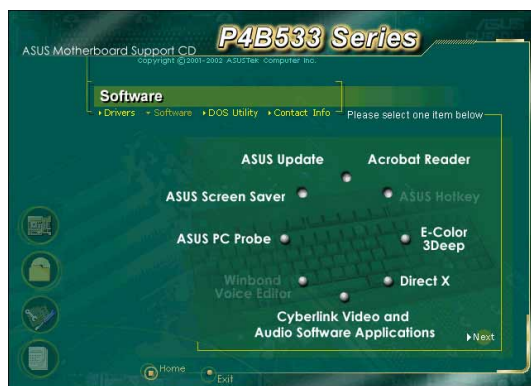 P4B533 Series
ASUS Motherboard Support CD
Copyright ©2001-2002 ASUSTek Computer Inc.
Software
Drivers Software DOS Utility Contact Info
Please select one item below
ASUS Update
Acrobat Reader
ASUS Screen Saver
ASUS Hotkey
ASUS PC Probe
E-Color
3Deep
Winbond
Voice Editor
Direct X
Cyberlink Video and
Audio Software Applications
Next
Home
Exit